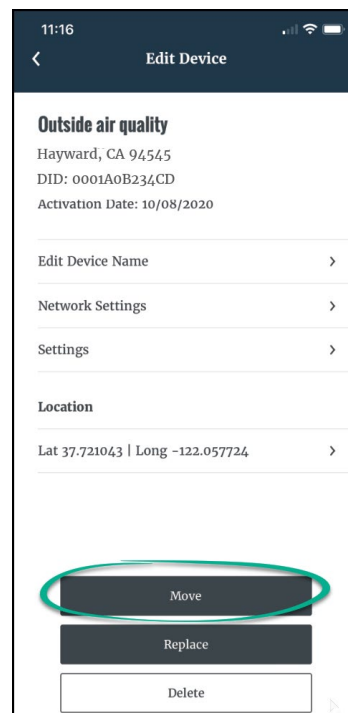 11:16
Edit Device
Outside air quality
Hayward, CA 94545
DID: 0001A0B234CD
Activation Date: 10/08/2020
Edit Device Name
Network Settings
Settings
Location
Lat 37.721043 | Long -122.057724
Move
Replace
Delete